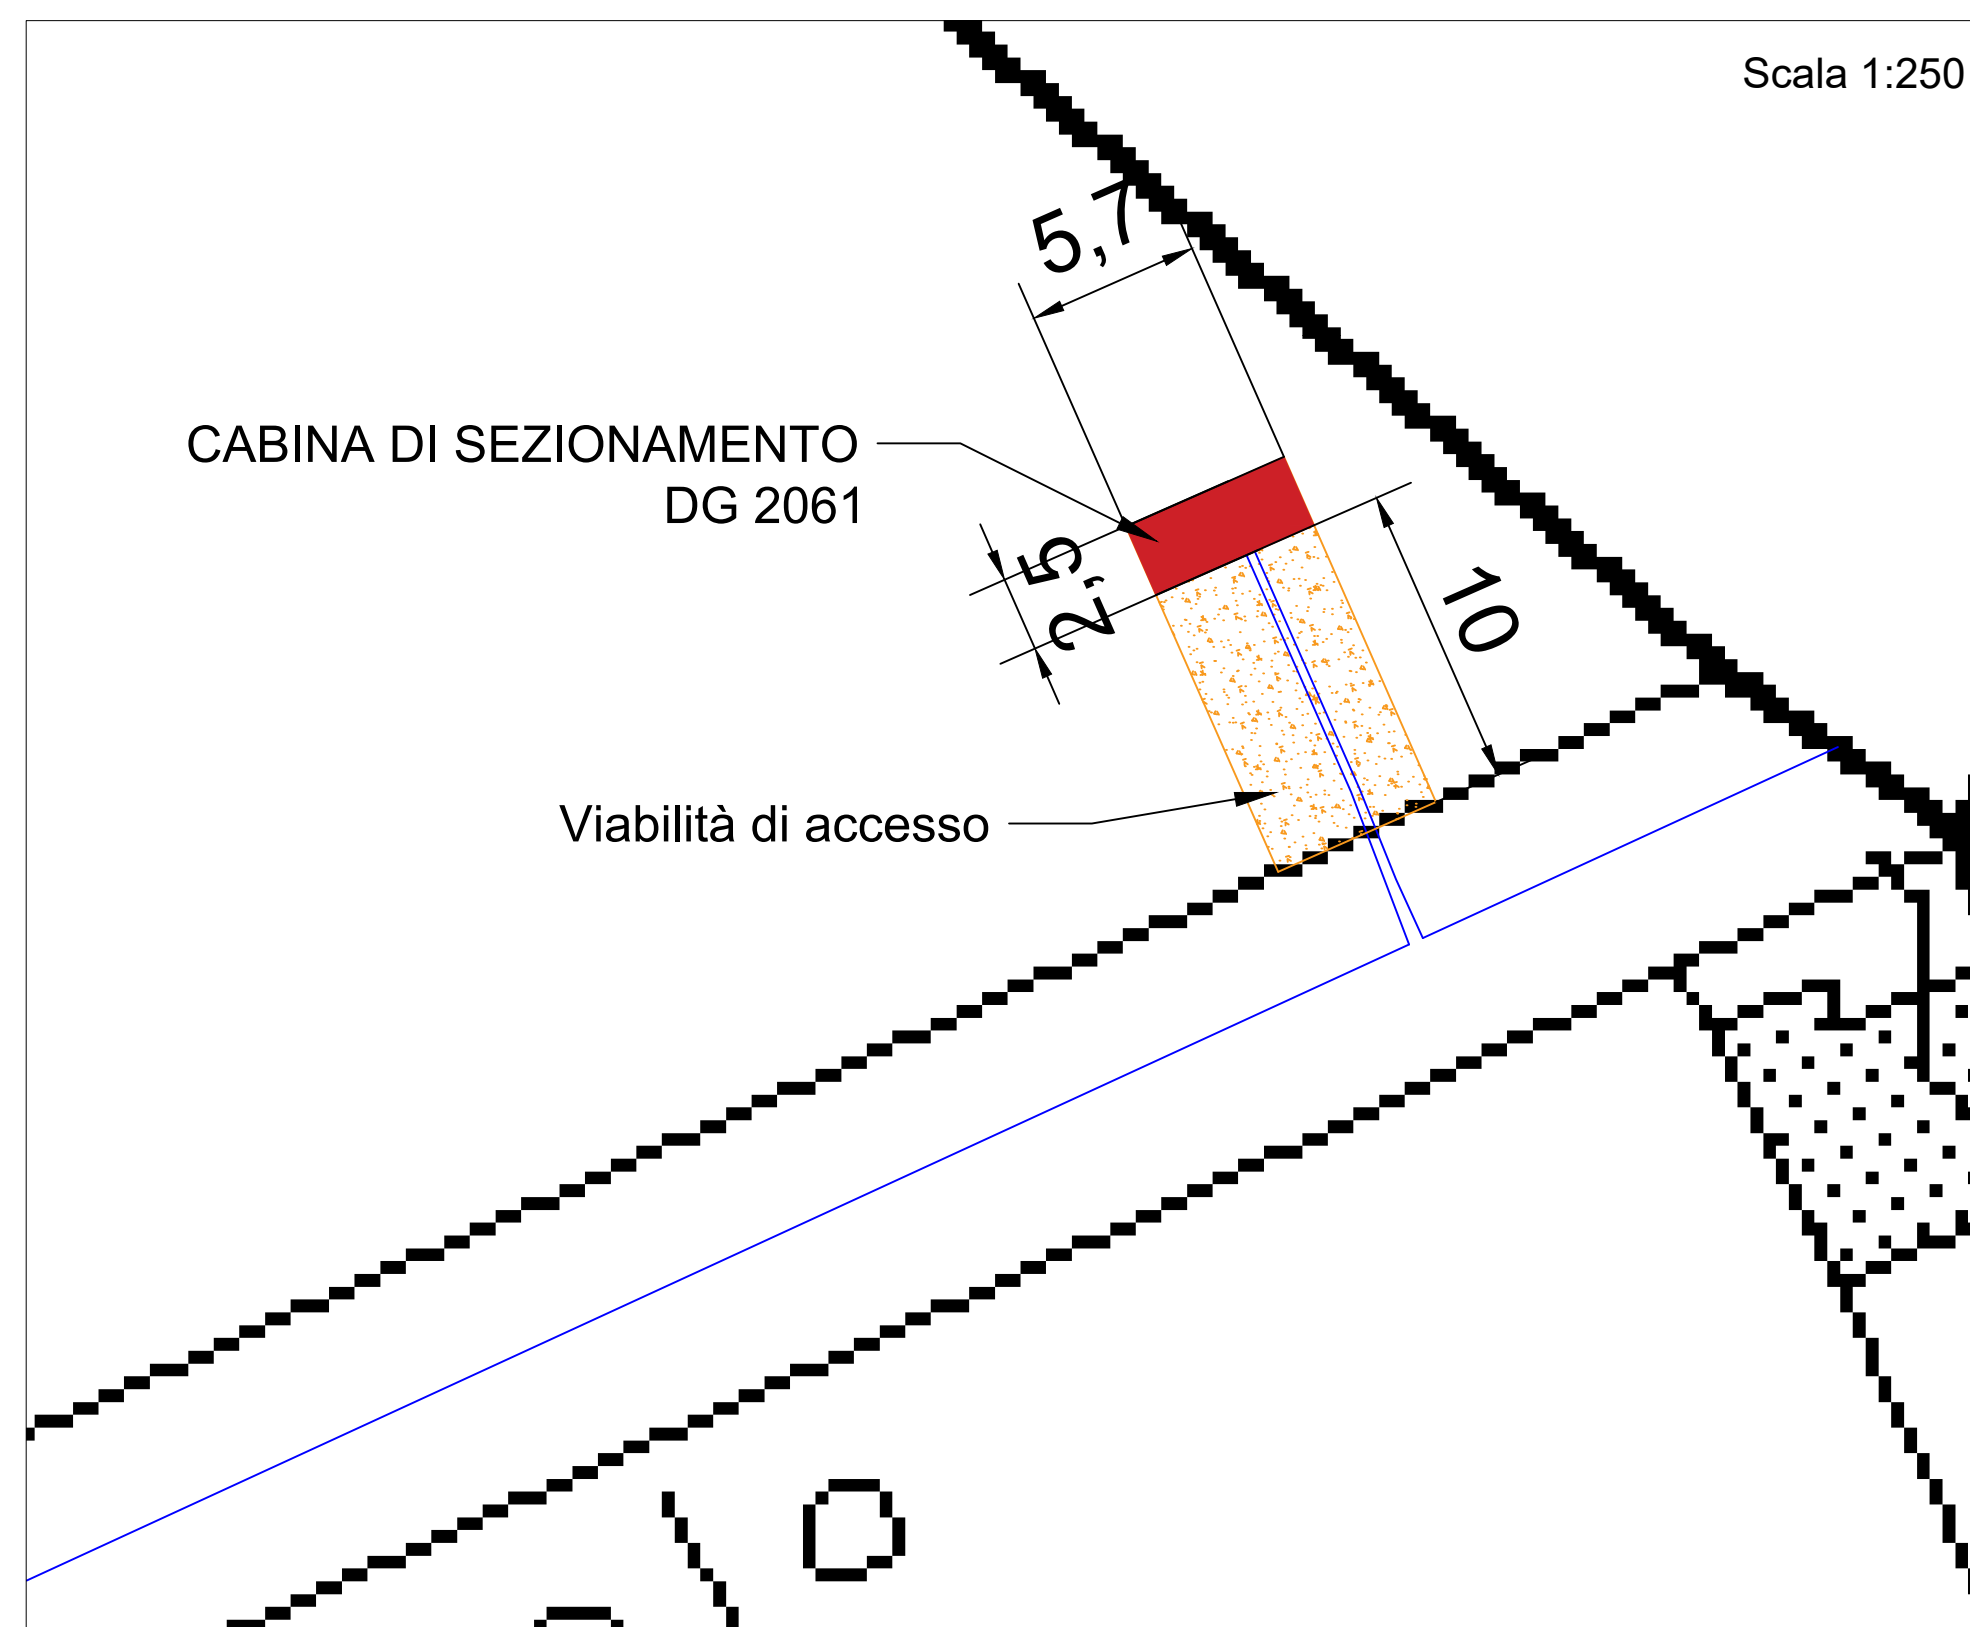 Scala 1:250
5,7
CABINA DI SEZIONAMENTO
DG 2061
2,5
10
Viabilità di accesso